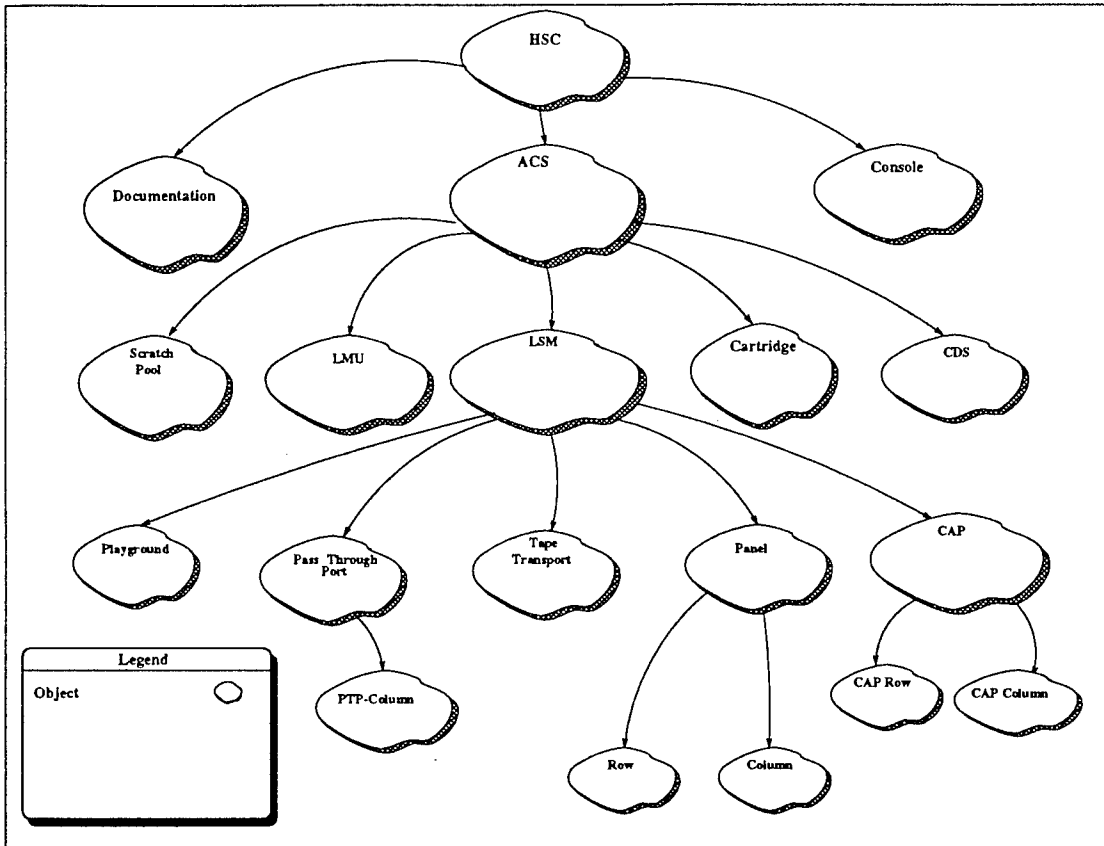 HSC
Documentation
ACS
Console
Scratch
Pool
LMU
LSM
Cartridge
CDS
Playground
Pass Through
Port
Tape
Transport
Panel
CAP
PTP-Column
Row
Column
CAP Row
CAP Column
Legend
Object